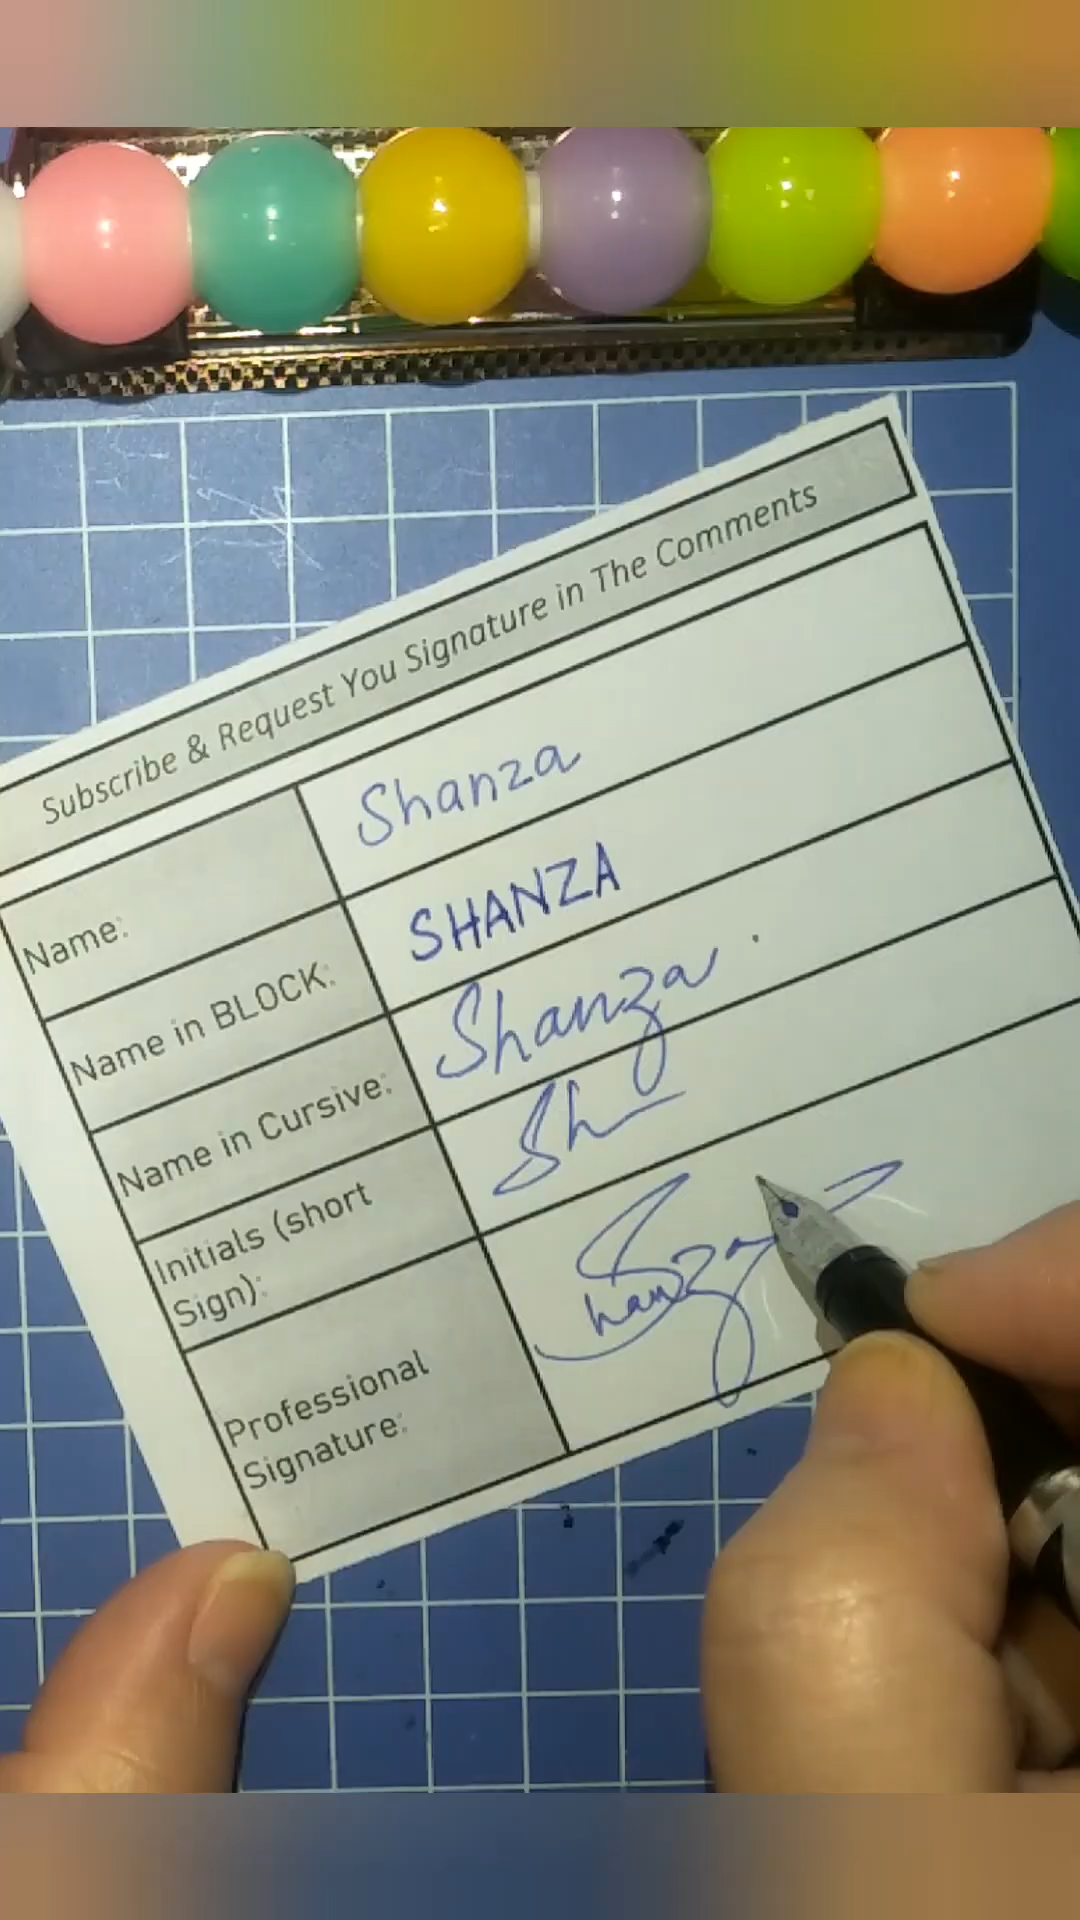 Subscribe & Request You Signature in The Comments
Name: Shanza
Name in BLOCK: SHANZA
Name in Cursive: Shanza
Initials (short
Sign): Sh
Professional
Signature: Shanza